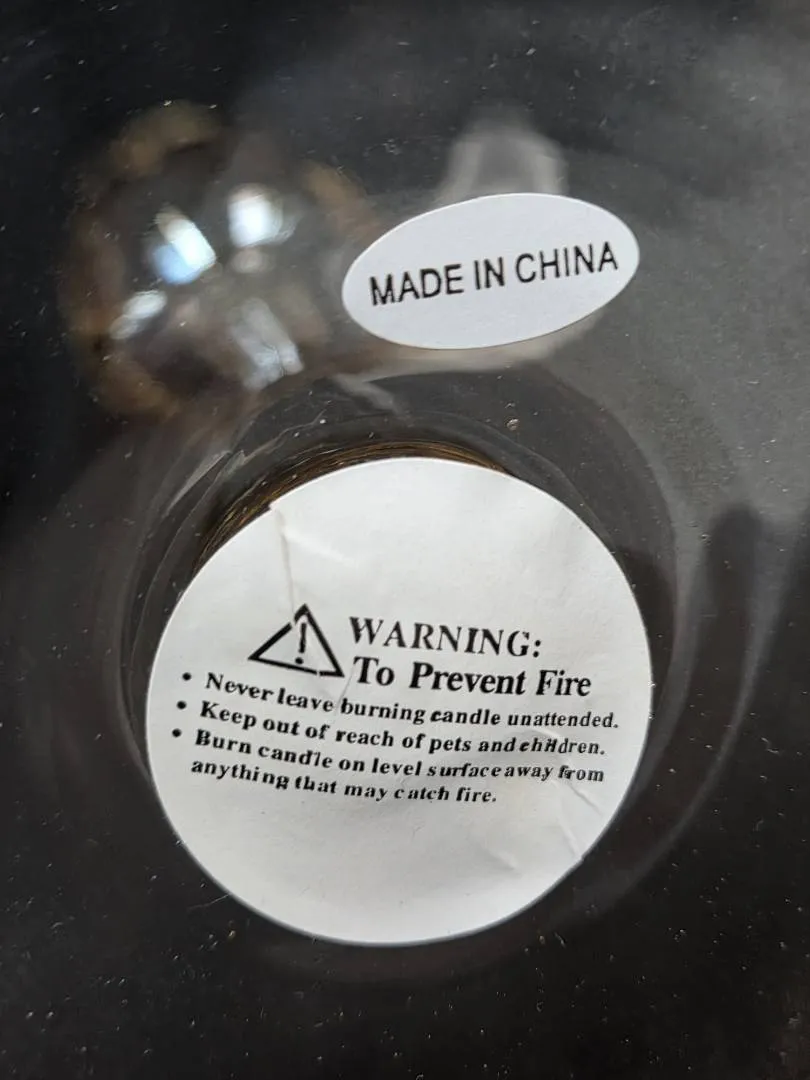 MADE IN CHINA
WARNING:
To Prevent Fire
• Never leave burning candle unattended.
• Keep out of reach of pets and children.
• Burn candle on level surface away from
anything that may catch fire.